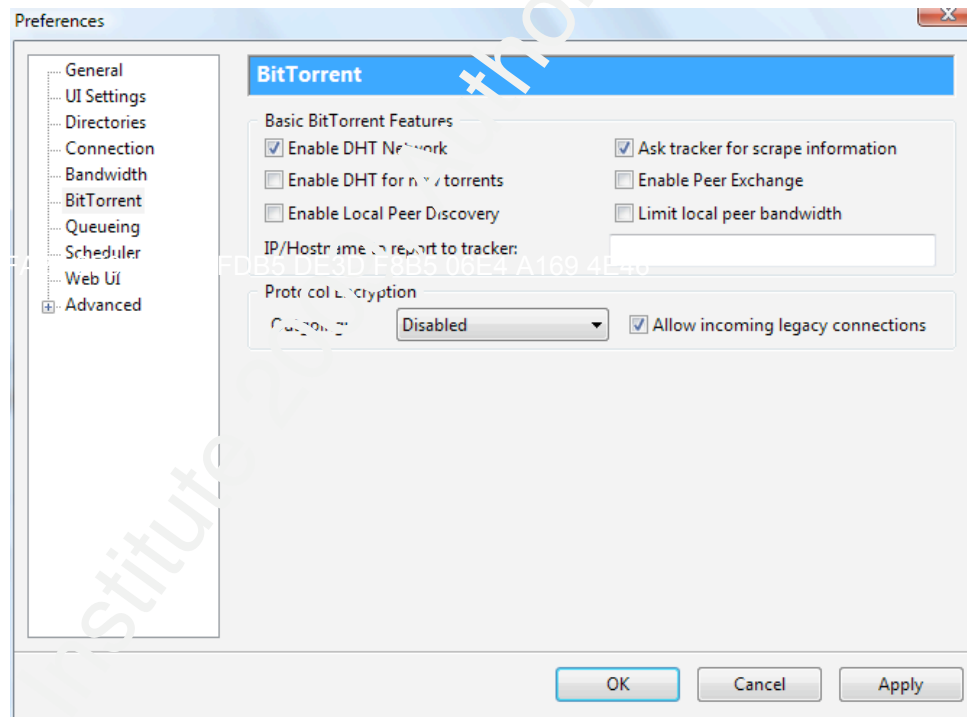 Preferences
General
UI Settings
Directories
Connection
Bandwidth
BitTorrent
Queueing
Scheduler
Web UI
Advanced
BitTorrent
Basic BitTorrent Features
Enable DHT Network
Ask tracker for scrape information
Enable DHT for new torrents
Enable Peer Exchange
Enable Local Peer Discovery
Limit local peer bandwidth
IP/Hostname to report to tracker:
FDB5 DE3D F8B5 06E4 A169 4E46
Protocol Encryption
Outgoing:
Disabled
Allow incoming legacy connections
OK
Cancel
Apply